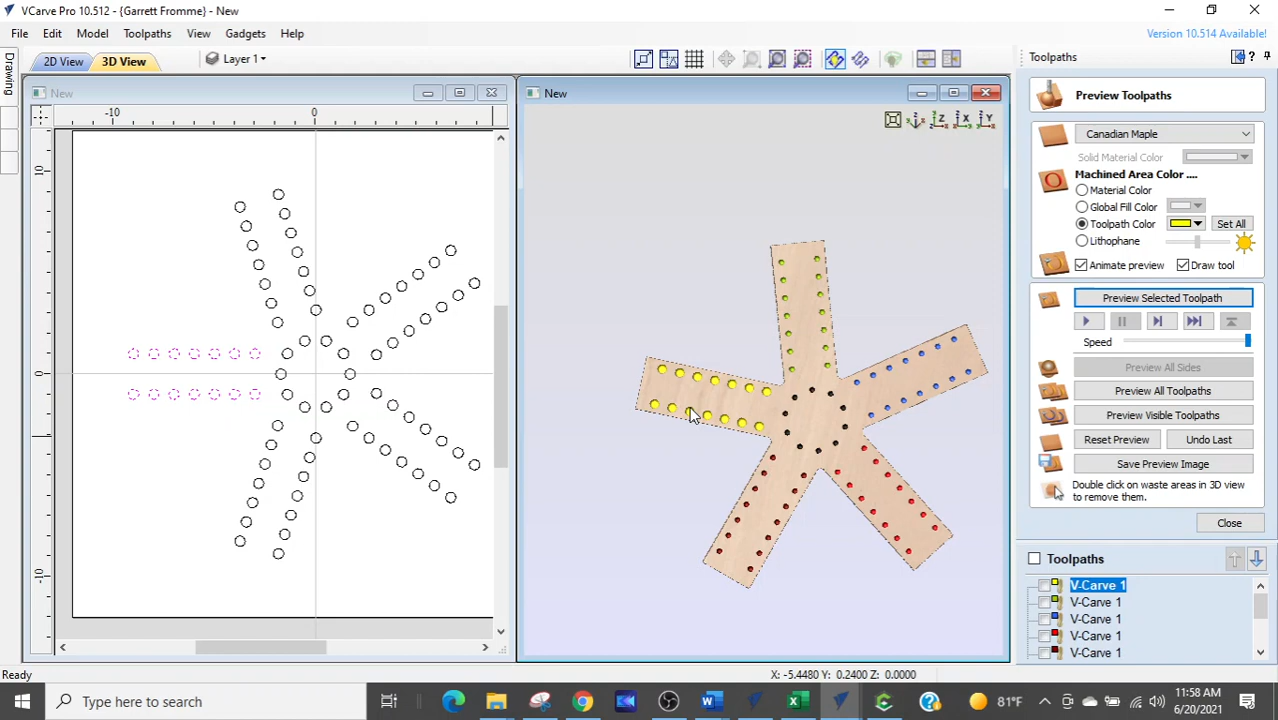 VCarve Pro 10.512 - {Garrett Fromme} - New
File Edit Model Toolpaths View Gadgets Help
Version 10.514 Available!
Drawing
2D View 3D View Layer 1
Toolpaths
New
-10 0
10
0
-10
New
Z X Y
Preview Toolpaths
Canadian Maple
Solid Material Color
Machined Area Color ....
Material Color
Global Fill Color
Toolpath Color Set All
Lithophane
Animate preview Draw tool
Preview Selected Toolpath
Speed
Preview All Sides
Preview All Toolpaths
Preview Visible Toolpaths
Reset Preview Undo Last
Save Preview Image
Double click on waste areas in 3D view
to remove them.
Close
Toolpaths
V-Carve 1
V-Carve 1
V-Carve 1
V-Carve 1
V-Carve 1
Ready
X: -5.4480 Y: 0.2400 Z: 0.0000
Type here to search
81°F
11:58 AM
6/20/2021